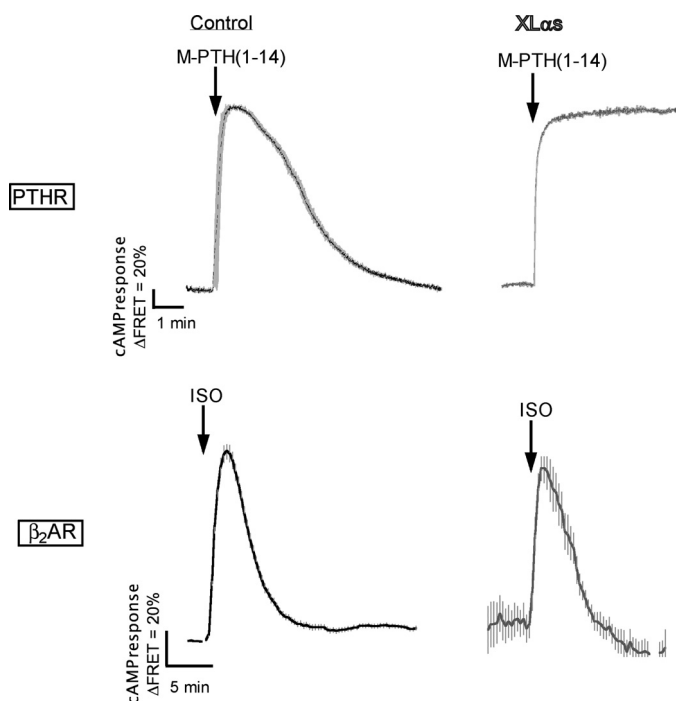 Control
XLαs
M-PTH(1-14)
M-PTH(1-14)
PTHR
cAMPresponse
ΔFRET = 20%
1 min
ISO
ISO
β₂AR
cAMPresponse
ΔFRET = 20%
5 min